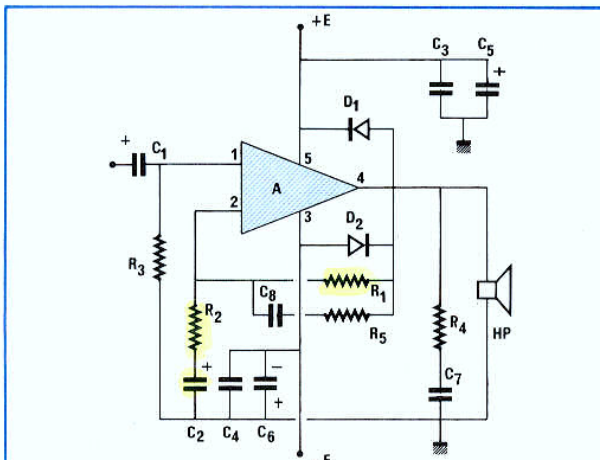 +E
C3 C5
+
D1
+ C1
1 5 4
A
2 3
D2
R3
C8 R1
R2
R5 R4 HP
+ −
+
C7
C2 C4 C6